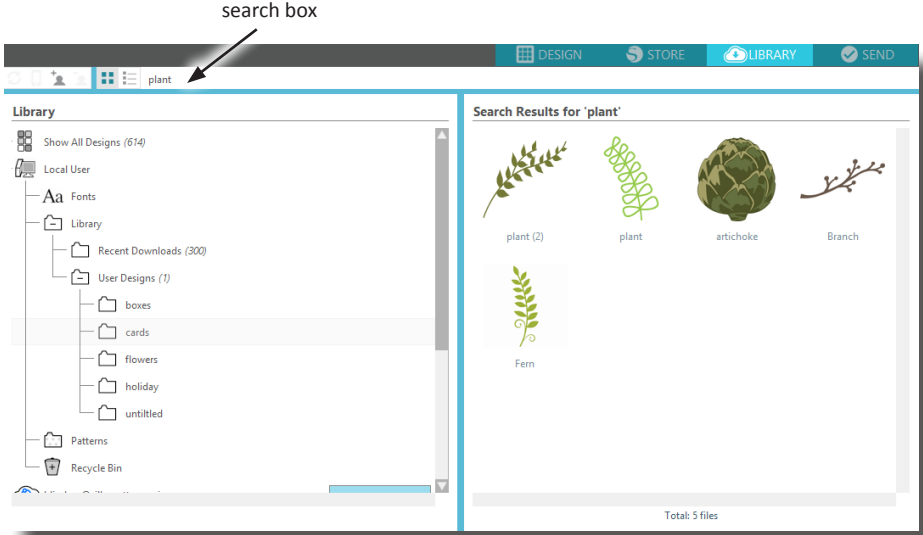 search box
DESIGN
STORE
LIBRARY
SEND
plant
Library
Show All Designs (614)
Local User
Aa Fonts
Library
Recent Downloads (300)
User Designs (1)
boxes
cards
flowers
holiday
untiltled
Patterns
Recycle Bin
Search Results for 'plant'
plant (2)
plant
artichoke
Branch
Fern
Total: 5 files